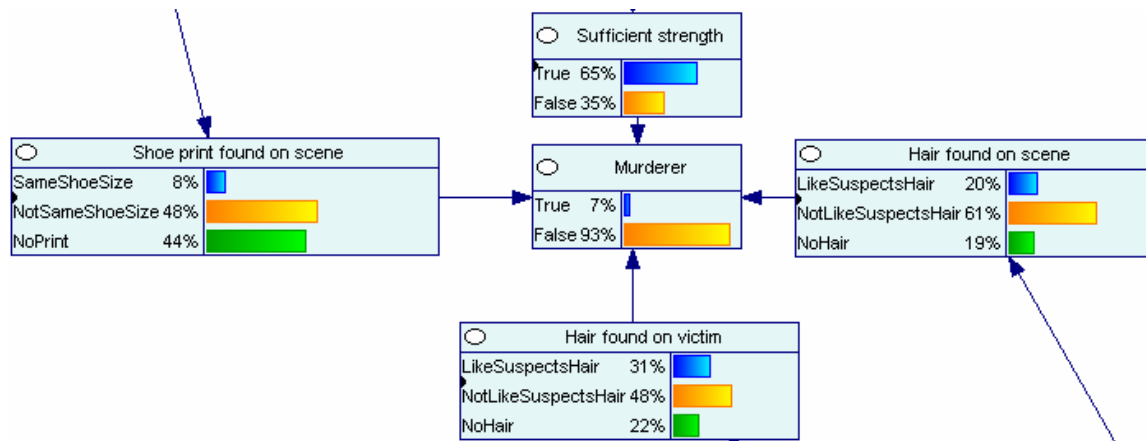 Sufficient strength
True 65%
False 35%
Shoe print found on scene
SameShoeSize 8%
NotSameShoeSize 48%
NoPrint 44%
Murderer
True 7%
False 93%
Hair found on scene
LikeSuspectsHair 20%
NotLikeSuspectsHair 61%
NoHair 19%
Hair found on victim
LikeSuspectsHair 31%
NotLikeSuspectsHair 48%
NoHair 22%